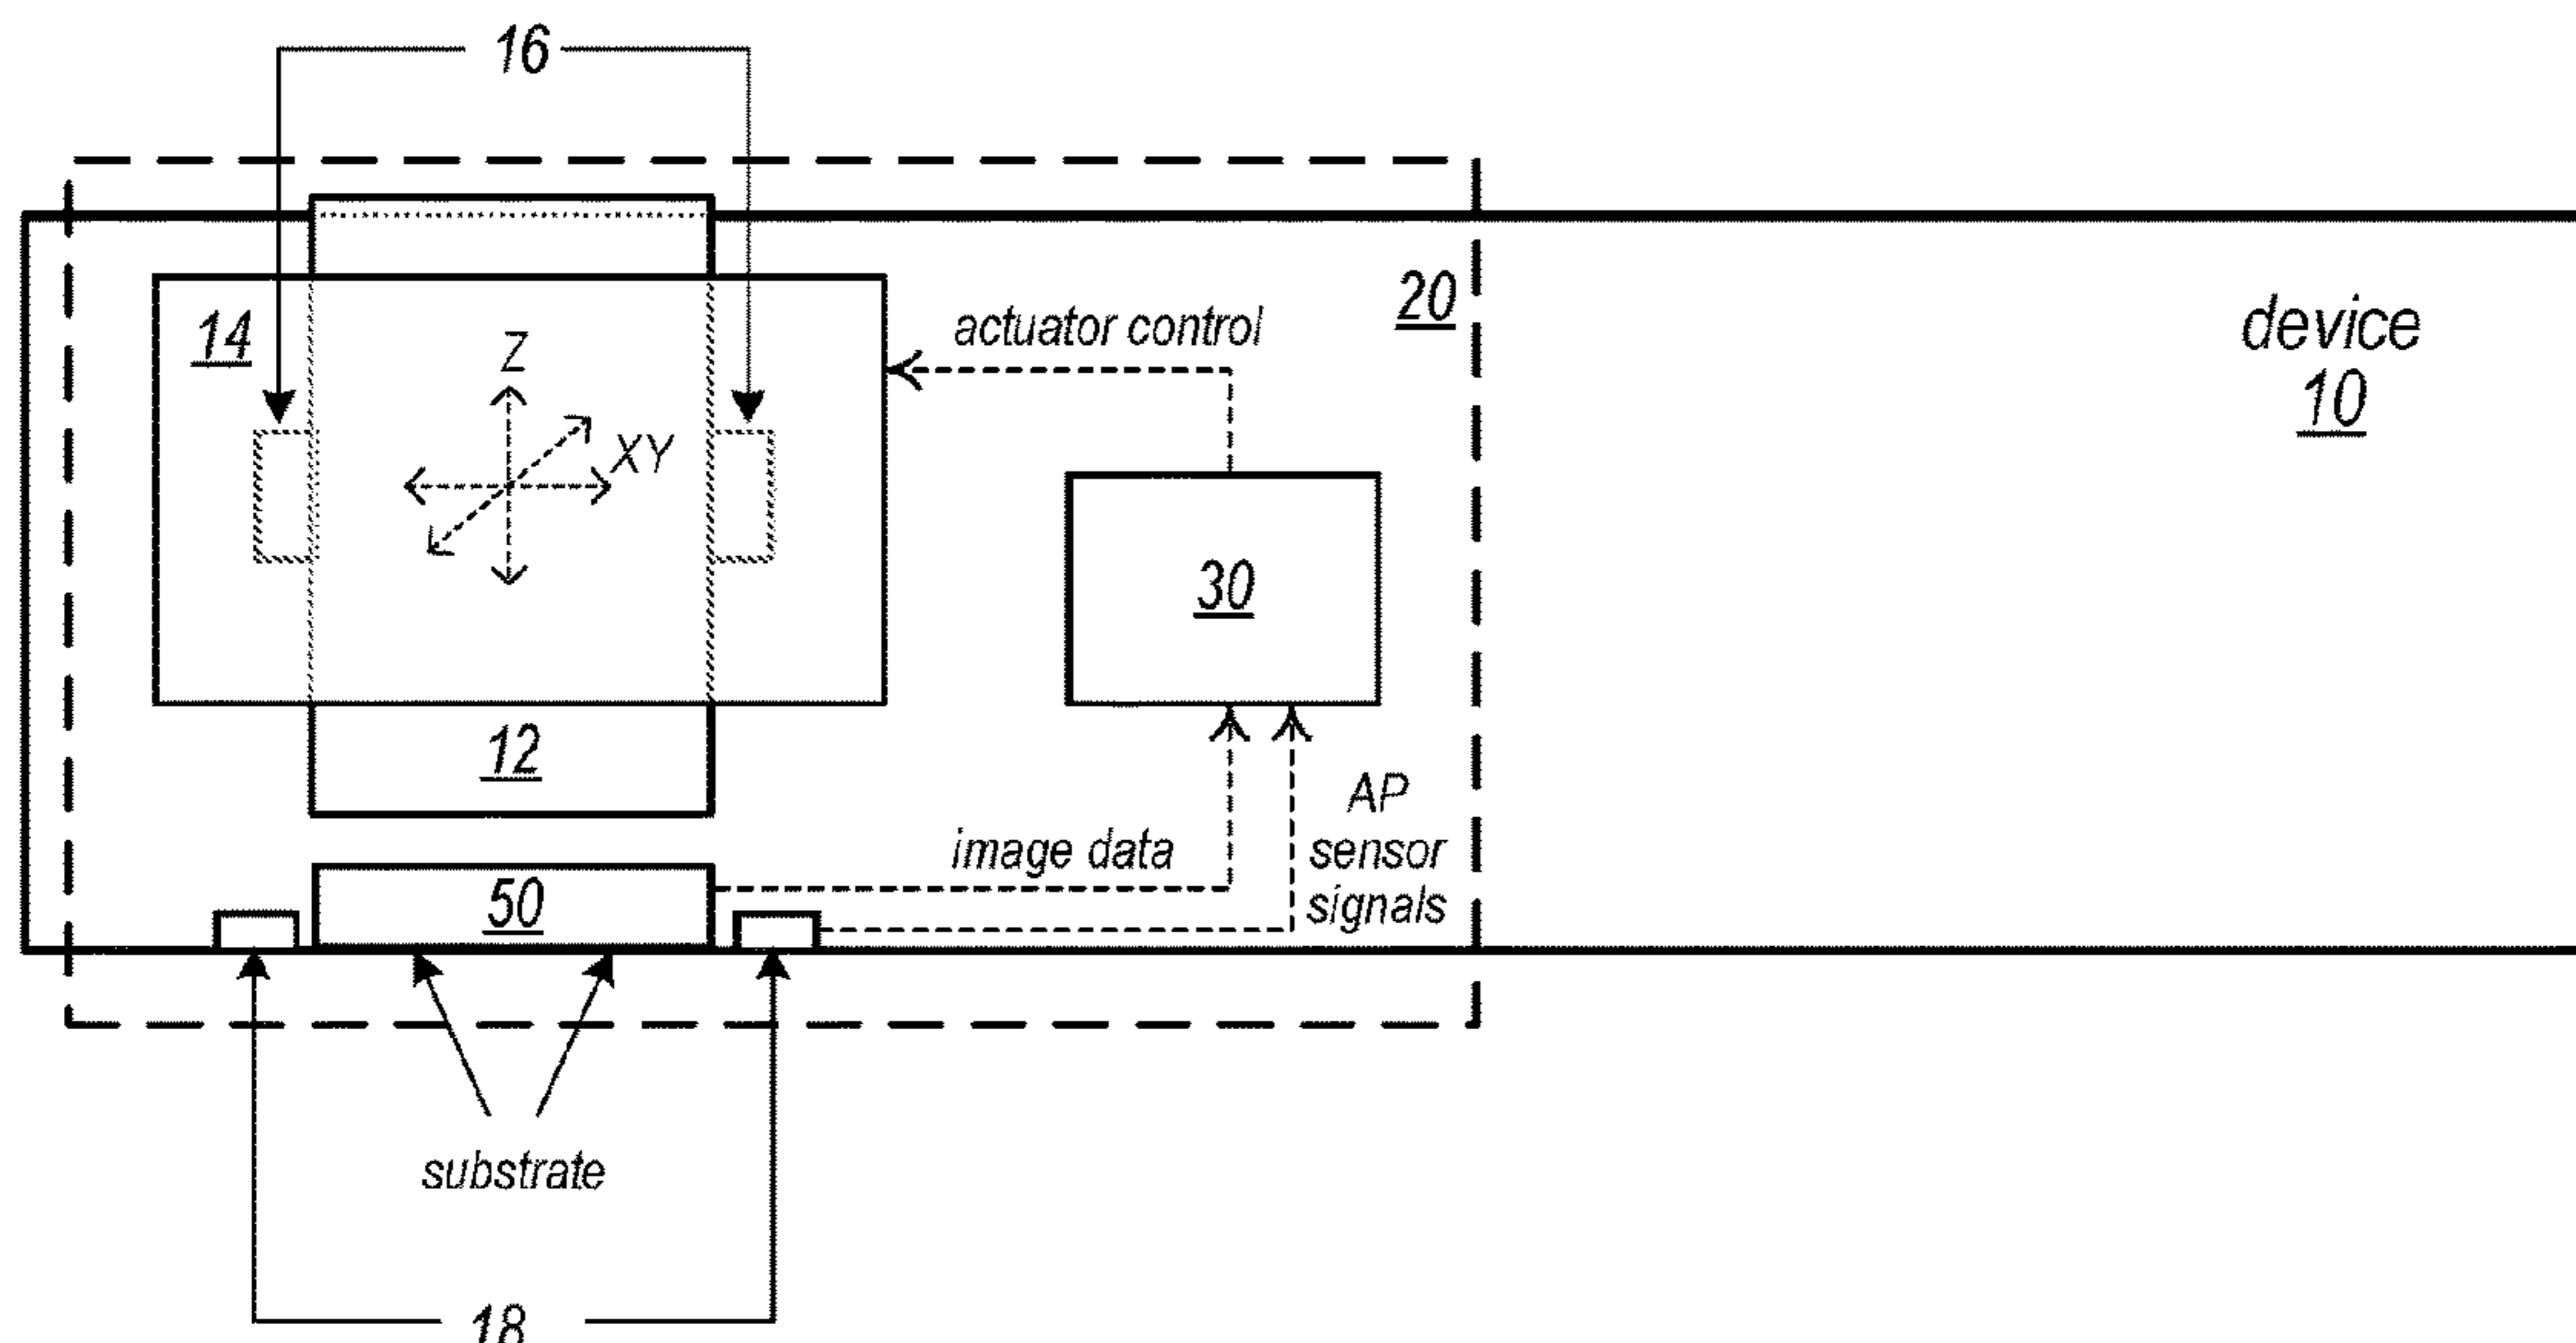 16
20
device
10
14
actuator control
Z
XY
30
12
AP
sensor
signals
image data
50
substrate
18